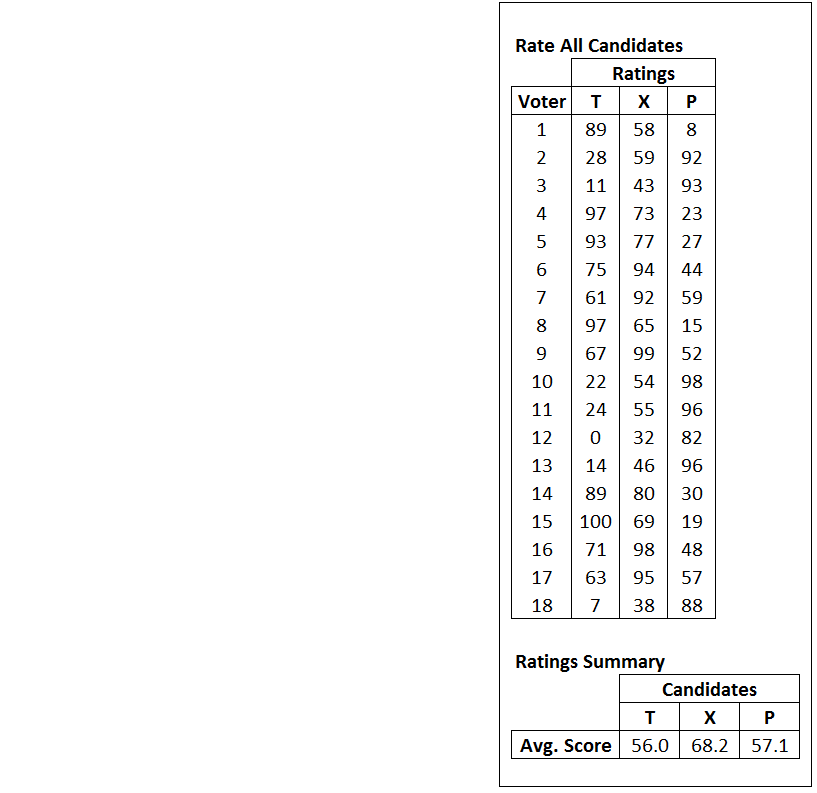 Rate All Candidates
Ratings
Voter T X P
1 89 58 8
2 28 59 92
3 11 43 93
4 97 73 23
5 93 77 27
6 75 94 44
7 61 92 59
8 97 65 15
9 67 99 52
10 22 54 98
11 24 55 96
12 0 32 82
13 14 46 96
14 89 80 30
15 100 69 19
16 71 98 48
17 63 95 57
18 7 38 88
Ratings Summary
Candidates
T X P
Avg. Score 56.0 68.2 57.1